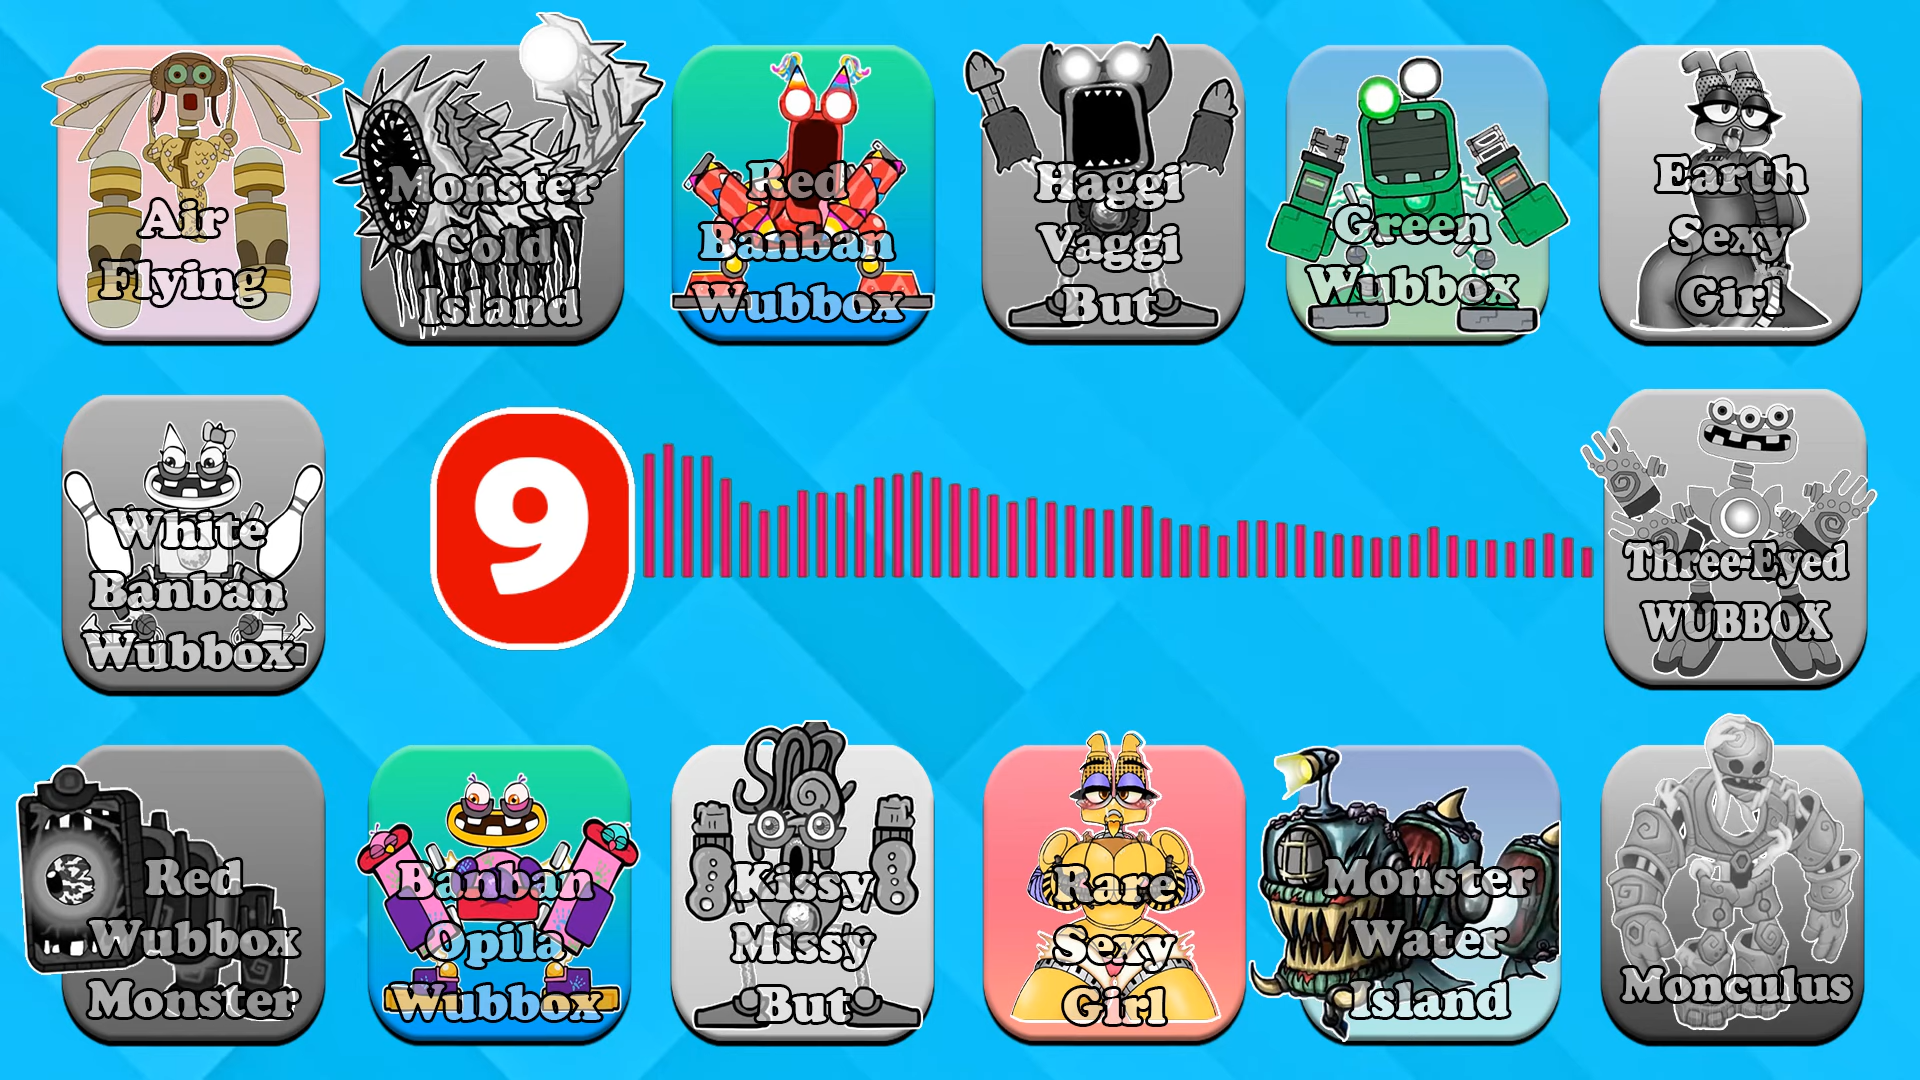 Air
Flying
Monster
Cold
Island
Red
Banban
Wubbox
Haggi
Vaggi
But
Green
Wubbox
Earth
Sexy
Girl
White
Banban
Wubbox
9
Three-Eyed
WUBBOX
Red
Wubbox
Monster
Banban
Opila
Wubbox
Kissy
Missy
But
Rare
Sexy
Girl
Monster
Water
Island
Monculus